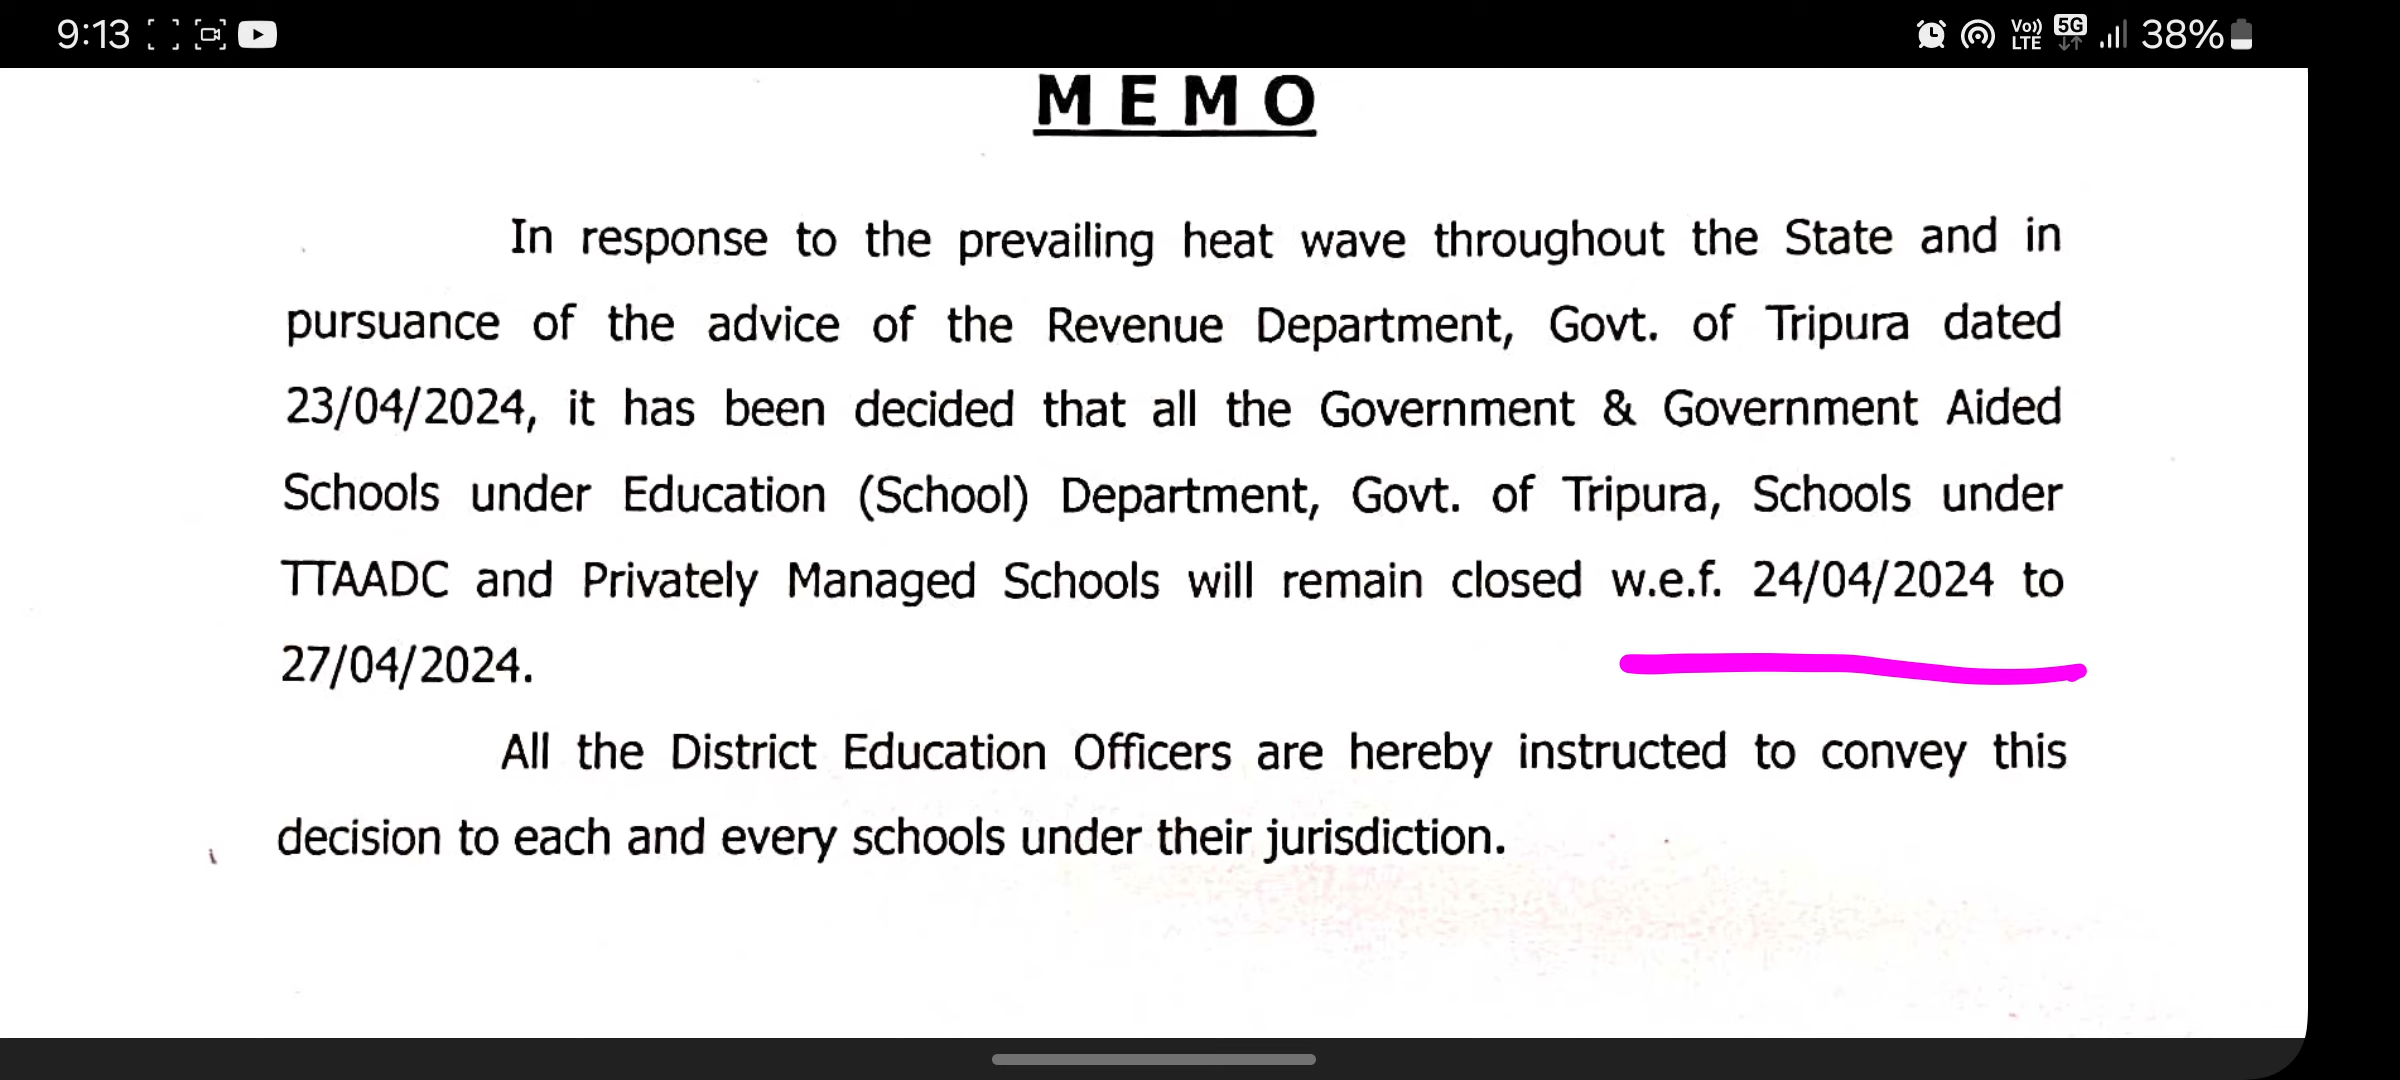 9:13
Vo)) LTE 5G 38%
MEMO
In response to the prevailing heat wave throughout the State and in
pursuance of the advice of the Revenue Department, Govt. of Tripura dated
23/04/2024, it has been decided that all the Government & Government Aided
Schools under Education (School) Department, Govt. of Tripura, Schools under
TTAADC and Privately Managed Schools will remain closed w.e.f. 24/04/2024 to
27/04/2024.
All the District Education Officers are hereby instructed to convey this
decision to each and every schools under their jurisdiction.